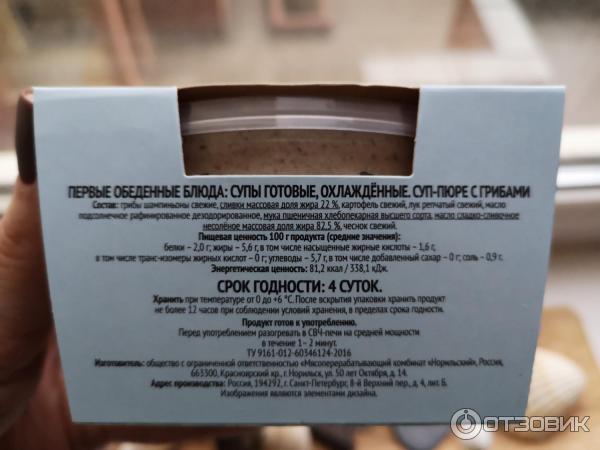 ПЕРВЫЕ ОБЕДЕННЫЕ БЛЮДА: СУПЫ ГОТОВЫЕ, ОХЛАЖДЁННЫЕ. СУП-ПЮРЕ С ГРИБАМИ
Состав: грибы шампиньоны свежие, сливки массовая доля жира 22 %, картофель свежий, лук репчатый свежий, масло
подсолнечное рафинированное дезодорированное, мука пшеничная хлебопекарная высшего сорта, масло сладко-сливочное
несолёное массовая доля жира 82,5 %, чеснок свежий.
Пищевая ценность 100 г продукта (средние значения):
белки – 2,0 г; жиры – 5,6 г, в том числе насыщенные жирные кислоты – 1,6 г,
в том числе транс-изомеры жирных кислот – 0 г; углеводы – 5,7 г, в том числе добавленный сахар – 0 г; соль – 0,9 г.
Энергетическая ценность: 81,2 ккал / 338,1 кДж.
СРОК ГОДНОСТИ: 4 СУТОК.
Хранить при температуре от 0 до +6 °С. После вскрытия упаковки хранить продукт
не более 12 часов при соблюдении условий хранения, в пределах срока годности.
Продукт готов к употреблению.
Перед употреблением разогревать в СВЧ-печи на средней мощности
в течение 1– 2 минут.
ТУ 9161-012-60346124-2016
Изготовитель: общество с ограниченной ответственностью «Мясоперерабатывающий комбинат «Норильский», Россия,
663300, Красноярский кр., г. Норильск, ул. 50 лет Октября, д. 14.
Адрес производства: Россия, 194292, г. Санкт-Петербург, 8-й Верхний пер., д. 4, лит. Б.
Изображения являются элементами дизайна.
ОТЗОВИК